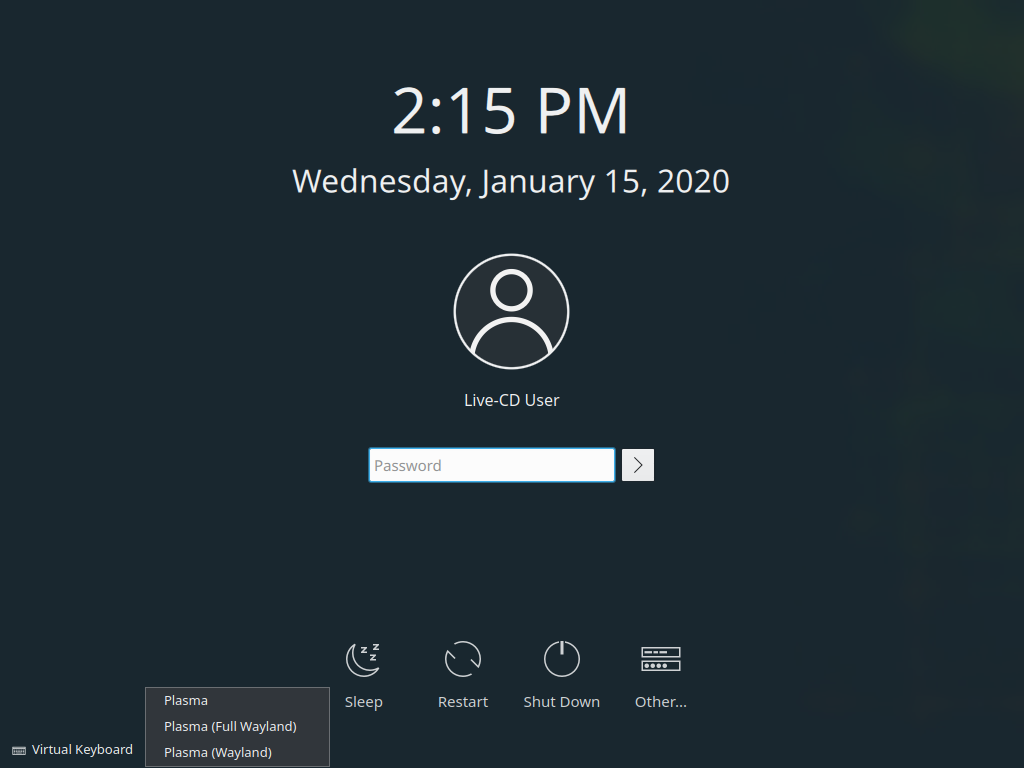 2:15 PM
Wednesday, January 15, 2020
Live-CD User
Password
Sleep
Restart
Shut Down
Other...
Plasma
Plasma (Full Wayland)
Plasma (Wayland)
Virtual Keyboard